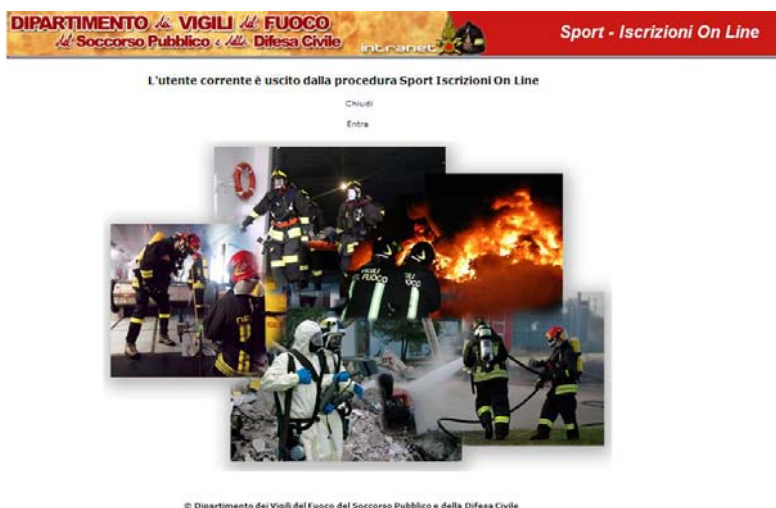 DIPARTIMENTO dei VIGILI del FUOCO
del Soccorso Pubblico e della Difesa Civile
intranet
Sport - Iscrizioni On Line
L'utente corrente è uscito dalla procedura Sport Iscrizioni On Line
Chiudi
Entra
VIGILI
DEL FUOCO
© Dipartimento dei Vigili del Fuoco del Soccorso Pubblico e della Difesa Civile